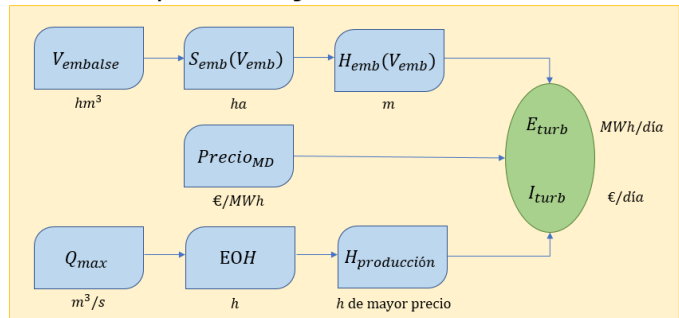 V_embalse
S_emb(V_emb)
H_emb(V_emb)
hm³
ha
m
E_turb
MWh/día
Precio_MD
€/MWh
I_turb
€/día
Q_max
EOH
H_producción
m³/s
h
h de mayor precio